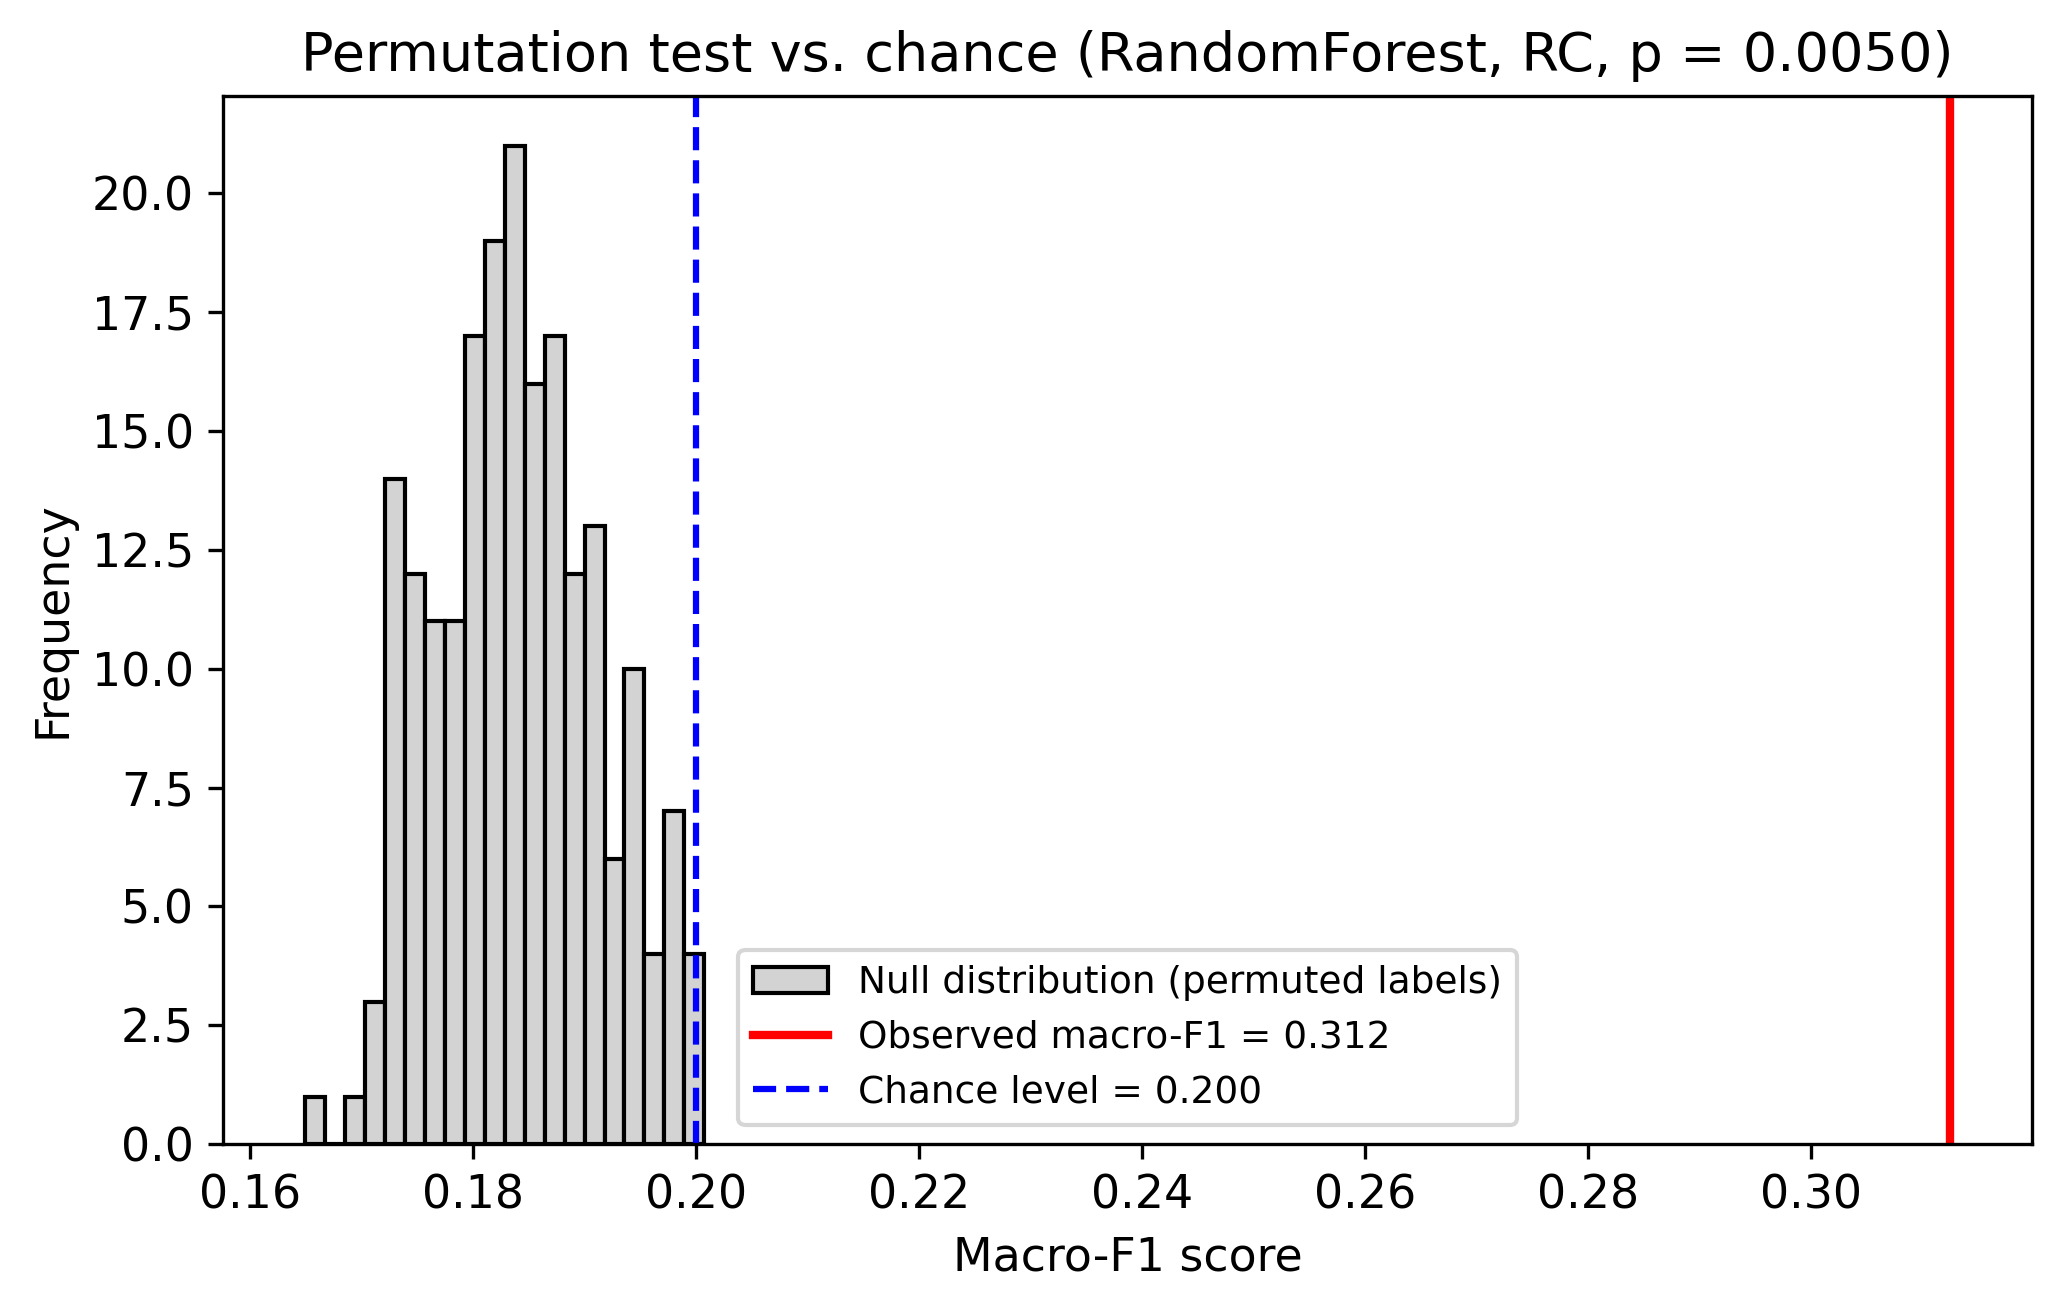 Permutation test vs. chance (RandomForest, RC, p = 0.0050)
Frequency
20.0
17.5
15.0
12.5
10.0
7.5
5.0
2.5
0.0
Null distribution (permuted labels)
Observed macro-F1 = 0.312
Chance level = 0.200
0.16 0.18 0.20 0.22 0.24 0.26 0.28 0.30
Macro-F1 score